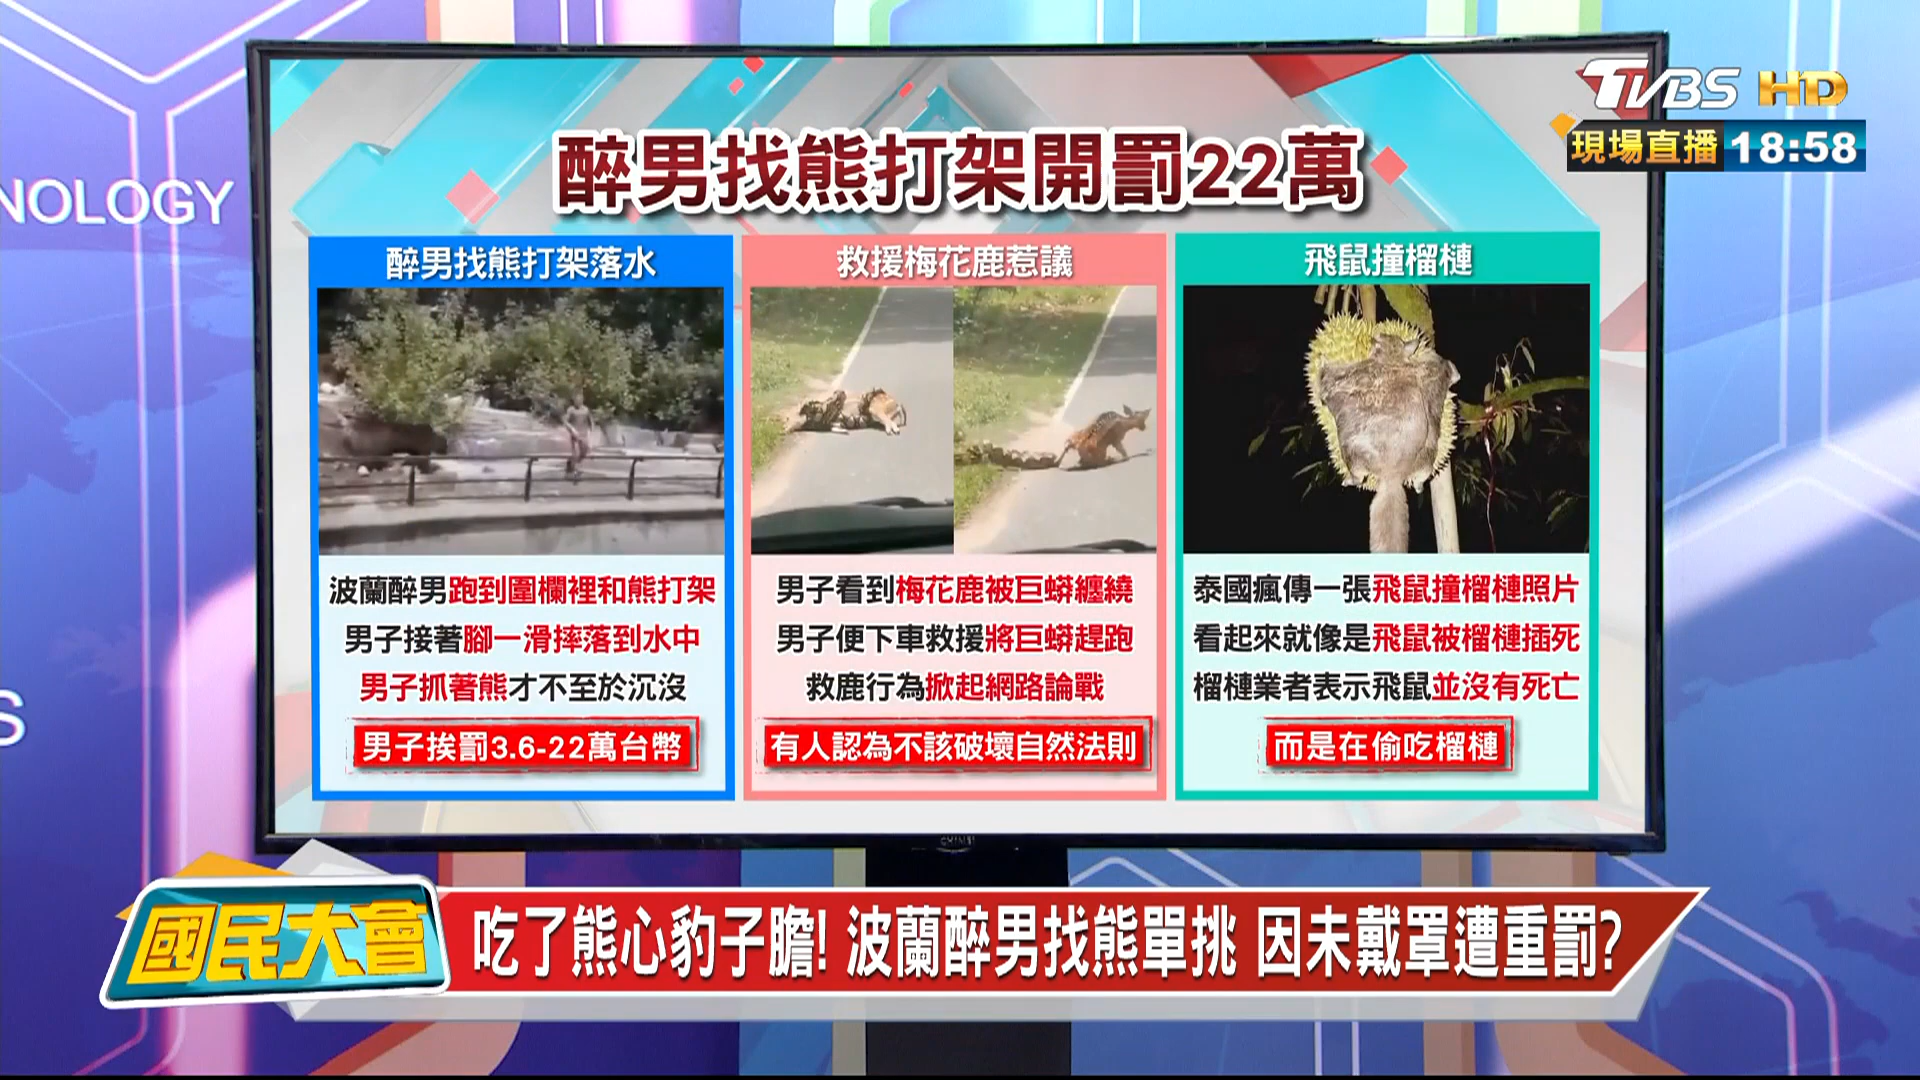 TVBS HD
現場直播 18:58
NOLOGY
S
醉男找熊打架開罰22萬
醉男找熊打架落水
波蘭醉男跑到圍欄裡和熊打架
男子接著腳一滑摔落到水中
男子抓著熊才不至於沉沒
男子挨罰3.6-22萬台幣
救援梅花鹿惹議
男子看到梅花鹿被巨蟒纏繞
男子便下車救援將巨蟒趕跑
救鹿行為掀起網路論戰
有人認為不該破壞自然法則
飛鼠撞榴槤
泰國瘋傳一張飛鼠撞榴槤照片
看起來就像是飛鼠被榴槤插死
榴槤業者表示飛鼠並沒有死亡
而是在偷吃榴槤
國民大會
吃了熊心豹子膽! 波蘭醉男找熊單挑 因未戴罩遭重罰?